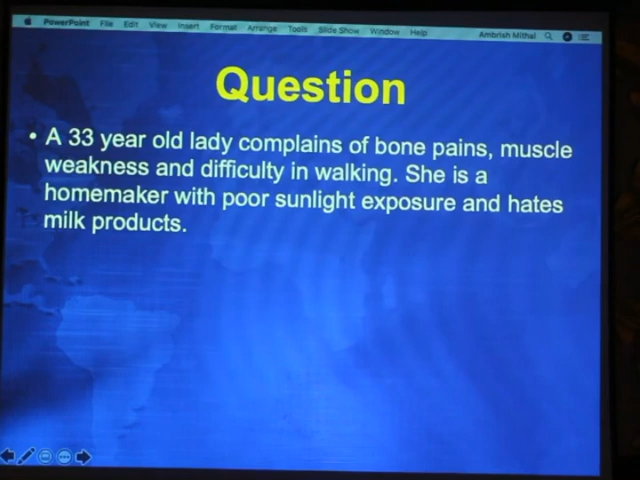 PowerPoint File Edit View Insert Format Arrange Tools Slide Show Window Help Ambrish Mithal
Question
• A 33 year old lady complains of bone pains, muscle
weakness and difficulty in walking. She is a
homemaker with poor sunlight exposure and hates
milk products.